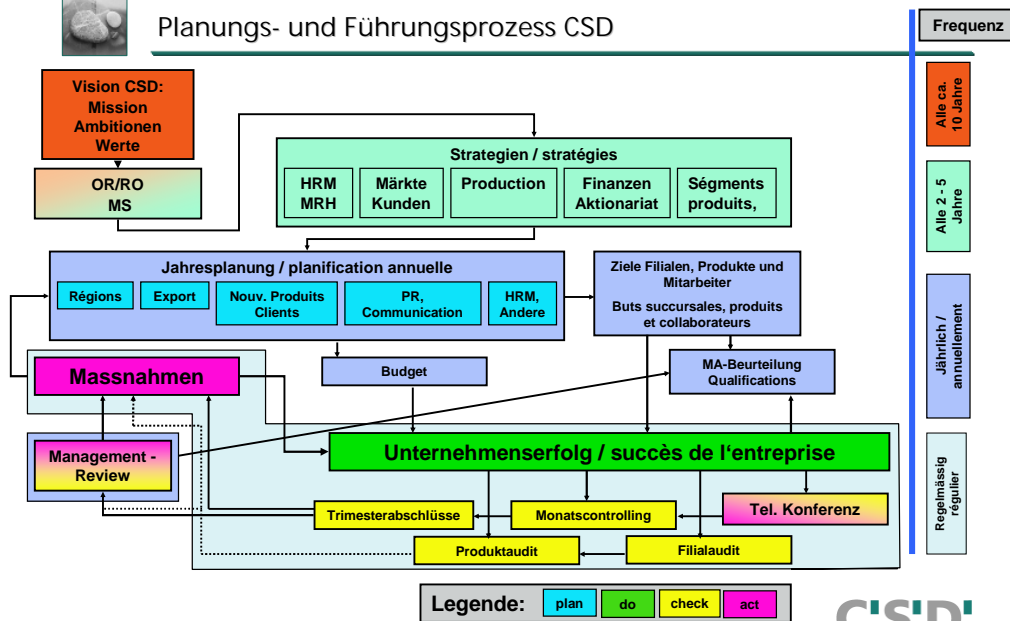 Planungs- und Führungsprozess CSD
Frequenz
Vision CSD:
Mission
Ambitionen
Werte
OR/RO
MS
Strategien / stratégies
HRM
MRH
Märkte
Kunden
Production
Finanzen
Aktionariat
Ségments
produits,
Alle ca.
10 Jahre
Alle 2 - 5
Jahre
Jahresplanung / planification annuelle
Régions
Export
Nouv. Produits
Clients
PR,
Communication
HRM,
Andere
Ziele Filialen, Produkte und
Mitarbeiter
Buts succursales, produits
et collaborateurs
Jährlich /
annuellement
Massnahmen
Budget
MA-Beurteilung
Qualifications
Management -
Review
Unternehmenserfolg / succès de l'entreprise
Trimesterabschlüsse
Monatscontrolling
Tel. Konferenz
Produktaudit
Filialaudit
Regelmässig
régulier
Legende:
plan
do
check
act
C'S'D'